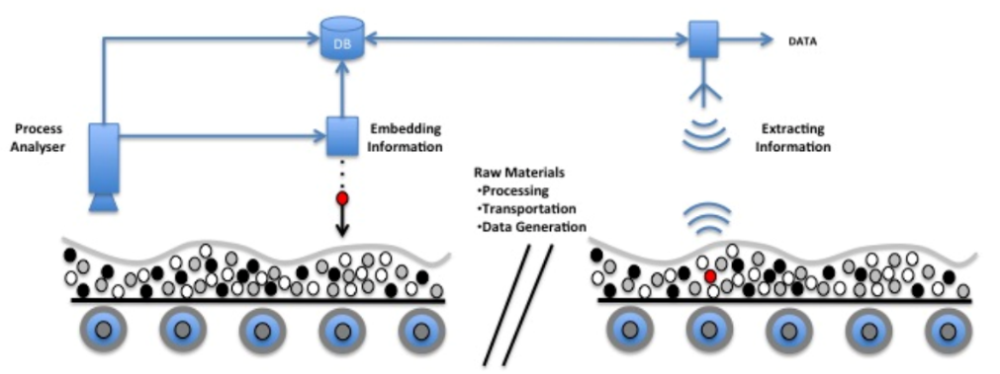 DB
DATA
Process
Analyser
Embedding
Information
Extracting
Information
Raw Materials
•Processing
•Transportation
•Data Generation